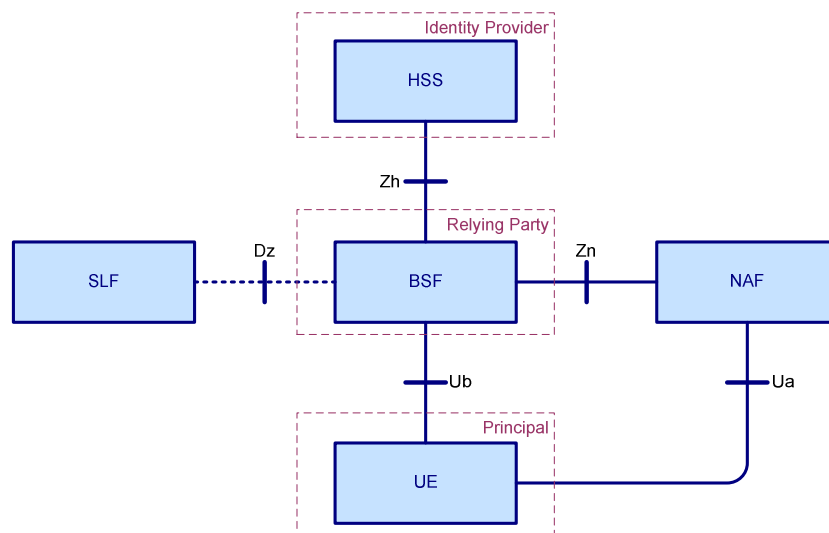 Identity Provider
HSS
Zh
Relying Party
Dz
Zn
SLF
BSF
NAF
Ub
Ua
Principal
UE